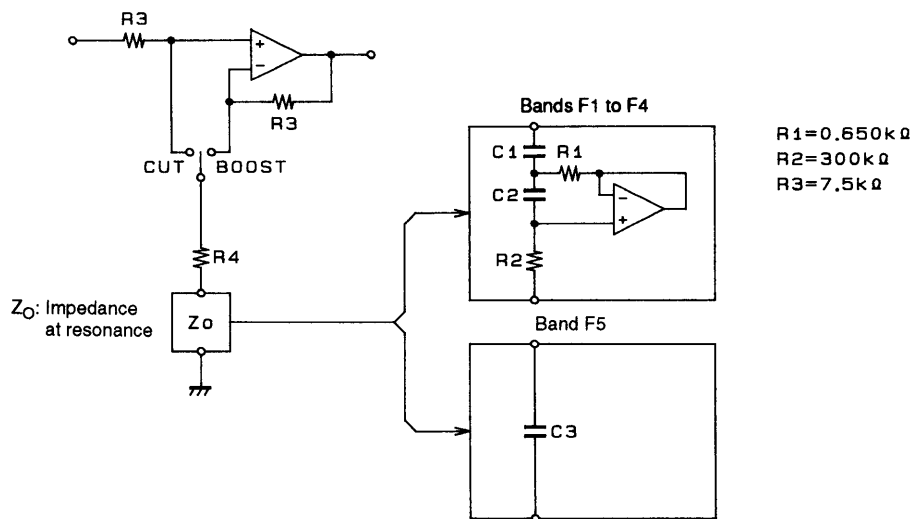 R3
+
−
R3
CUT BOOST
R4
Z_O: Impedance
at resonance
Zo
Bands F1 to F4
C1
R1
C2
−
+
R2
Band F5
C3
R1=0.650kΩ
R2=300kΩ
R3=7.5kΩ